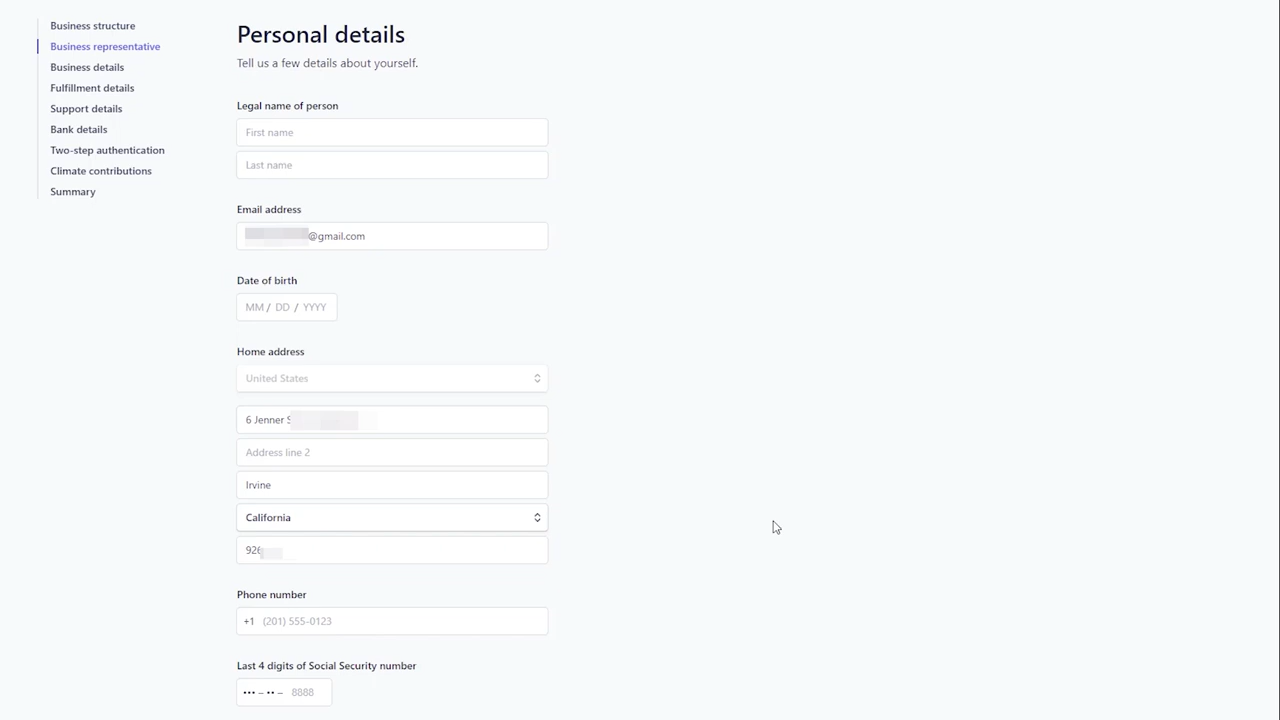 Business structure
Business representative
Business details
Fulfillment details
Support details
Bank details
Two-step authentication
Climate contributions
Summary
Personal details
Tell us a few details about yourself.
Legal name of person
First name
Last name
Email address
@gmail.com
Date of birth
MM / DD / YYYY
Home address
United States
6 Jenner
Address line 2
Irvine
California
Phone number
+1 (201) 555-0123
Last 4 digits of Social Security number
••• – •• – 8888